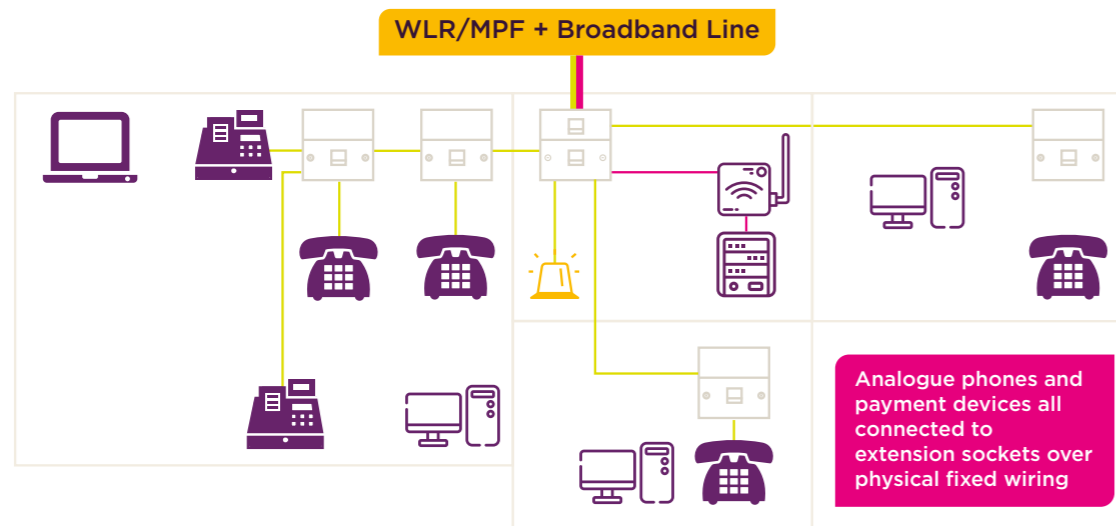 WLR/MPF + Broadband Line
Analogue phones and
payment devices all
connected to
extension sockets over
physical fixed wiring